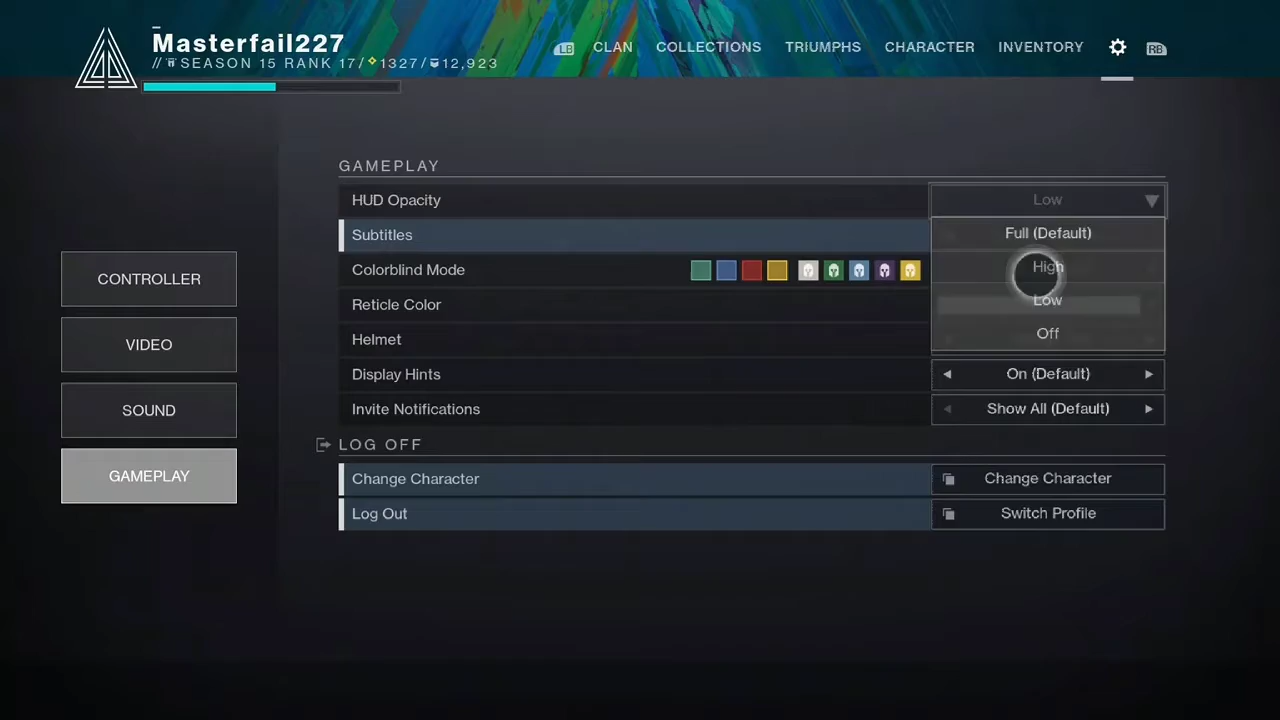 Masterfail227
// SEASON 15 RANK 17/ 1327/ 12,923
LB CLAN COLLECTIONS TRIUMPHS CHARACTER INVENTORY RB
CONTROLLER
VIDEO
SOUND
GAMEPLAY
GAMEPLAY
HUD Opacity Low
Subtitles
Colorblind Mode
Reticle Color
Helmet
Full (Default)
High
Low
Off
Display Hints On (Default)
Invite Notifications Show All (Default)
LOG OFF
Change Character Change Character
Log Out Switch Profile